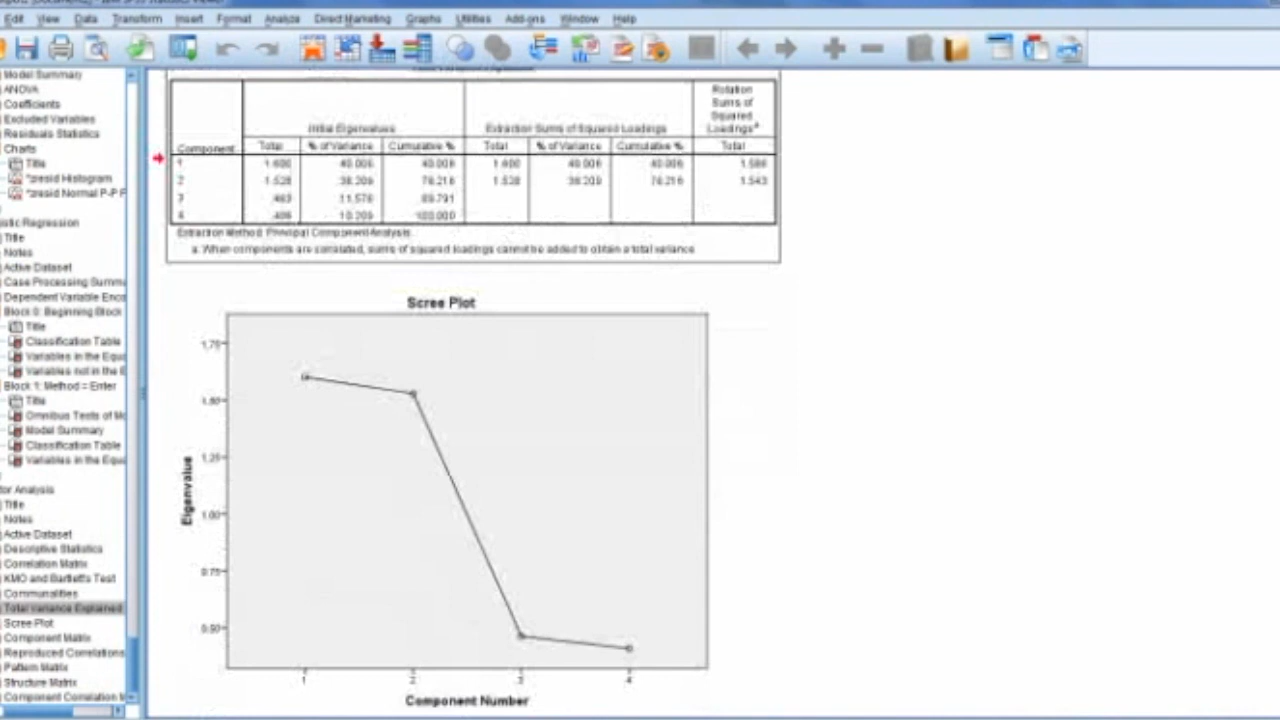 Edit View Data Transform Insert Format Analyze Direct Marketing Graphs Utilities Add-ons Window Help
Model Summary
ANOVA
Coefficients
Excluded Variables
Residuals Statistics
Charts
Title
*zresid Histogram
*zresid Normal P-P P
istic Regression
Title
Notes
Active Dataset
Case Processing Summa
Dependent Variable Enco
Block 0: Beginning Block
Title
Classification Table
Variables in the Equa
Variables not in the E
Block 1: Method = Enter
Title
Omnibus Tests of Mo
Model Summary
Classification Table
Variables in the Equa
tor Analysis
Title
Notes
Active Dataset
Descriptive Statistics
Correlation Matrix
KMO and Bartlett's Test
Communalities
Total Variance Explained
Scree Plot
Component Matrix
Reproduced Correlations
Pattern Matrix
Structure Matrix
Component Correlation M
Rotation
Sums of
Squared
Loadings a
Initial Eigenvalues Extraction Sums of Squared Loadings
Component Total % of Variance Cumulative % Total % of Variance Cumulative % Total
1 1.600 40.006 40.006 1.600 40.006 40.006
2 1.528 38.209 78.216 1.528 38.209 78.216 1.543
3 .463 11.576 89.791
4 10.209 100.000
Extraction Method: Principal Component Analysis.
a. When components are correlated, sums of squared loadings cannot be added to obtain a total variance.
Scree Plot
Eigenvalue
1.75
1.50
1.25
1.00
0.75
0.50
1 2 3 4
Component Number